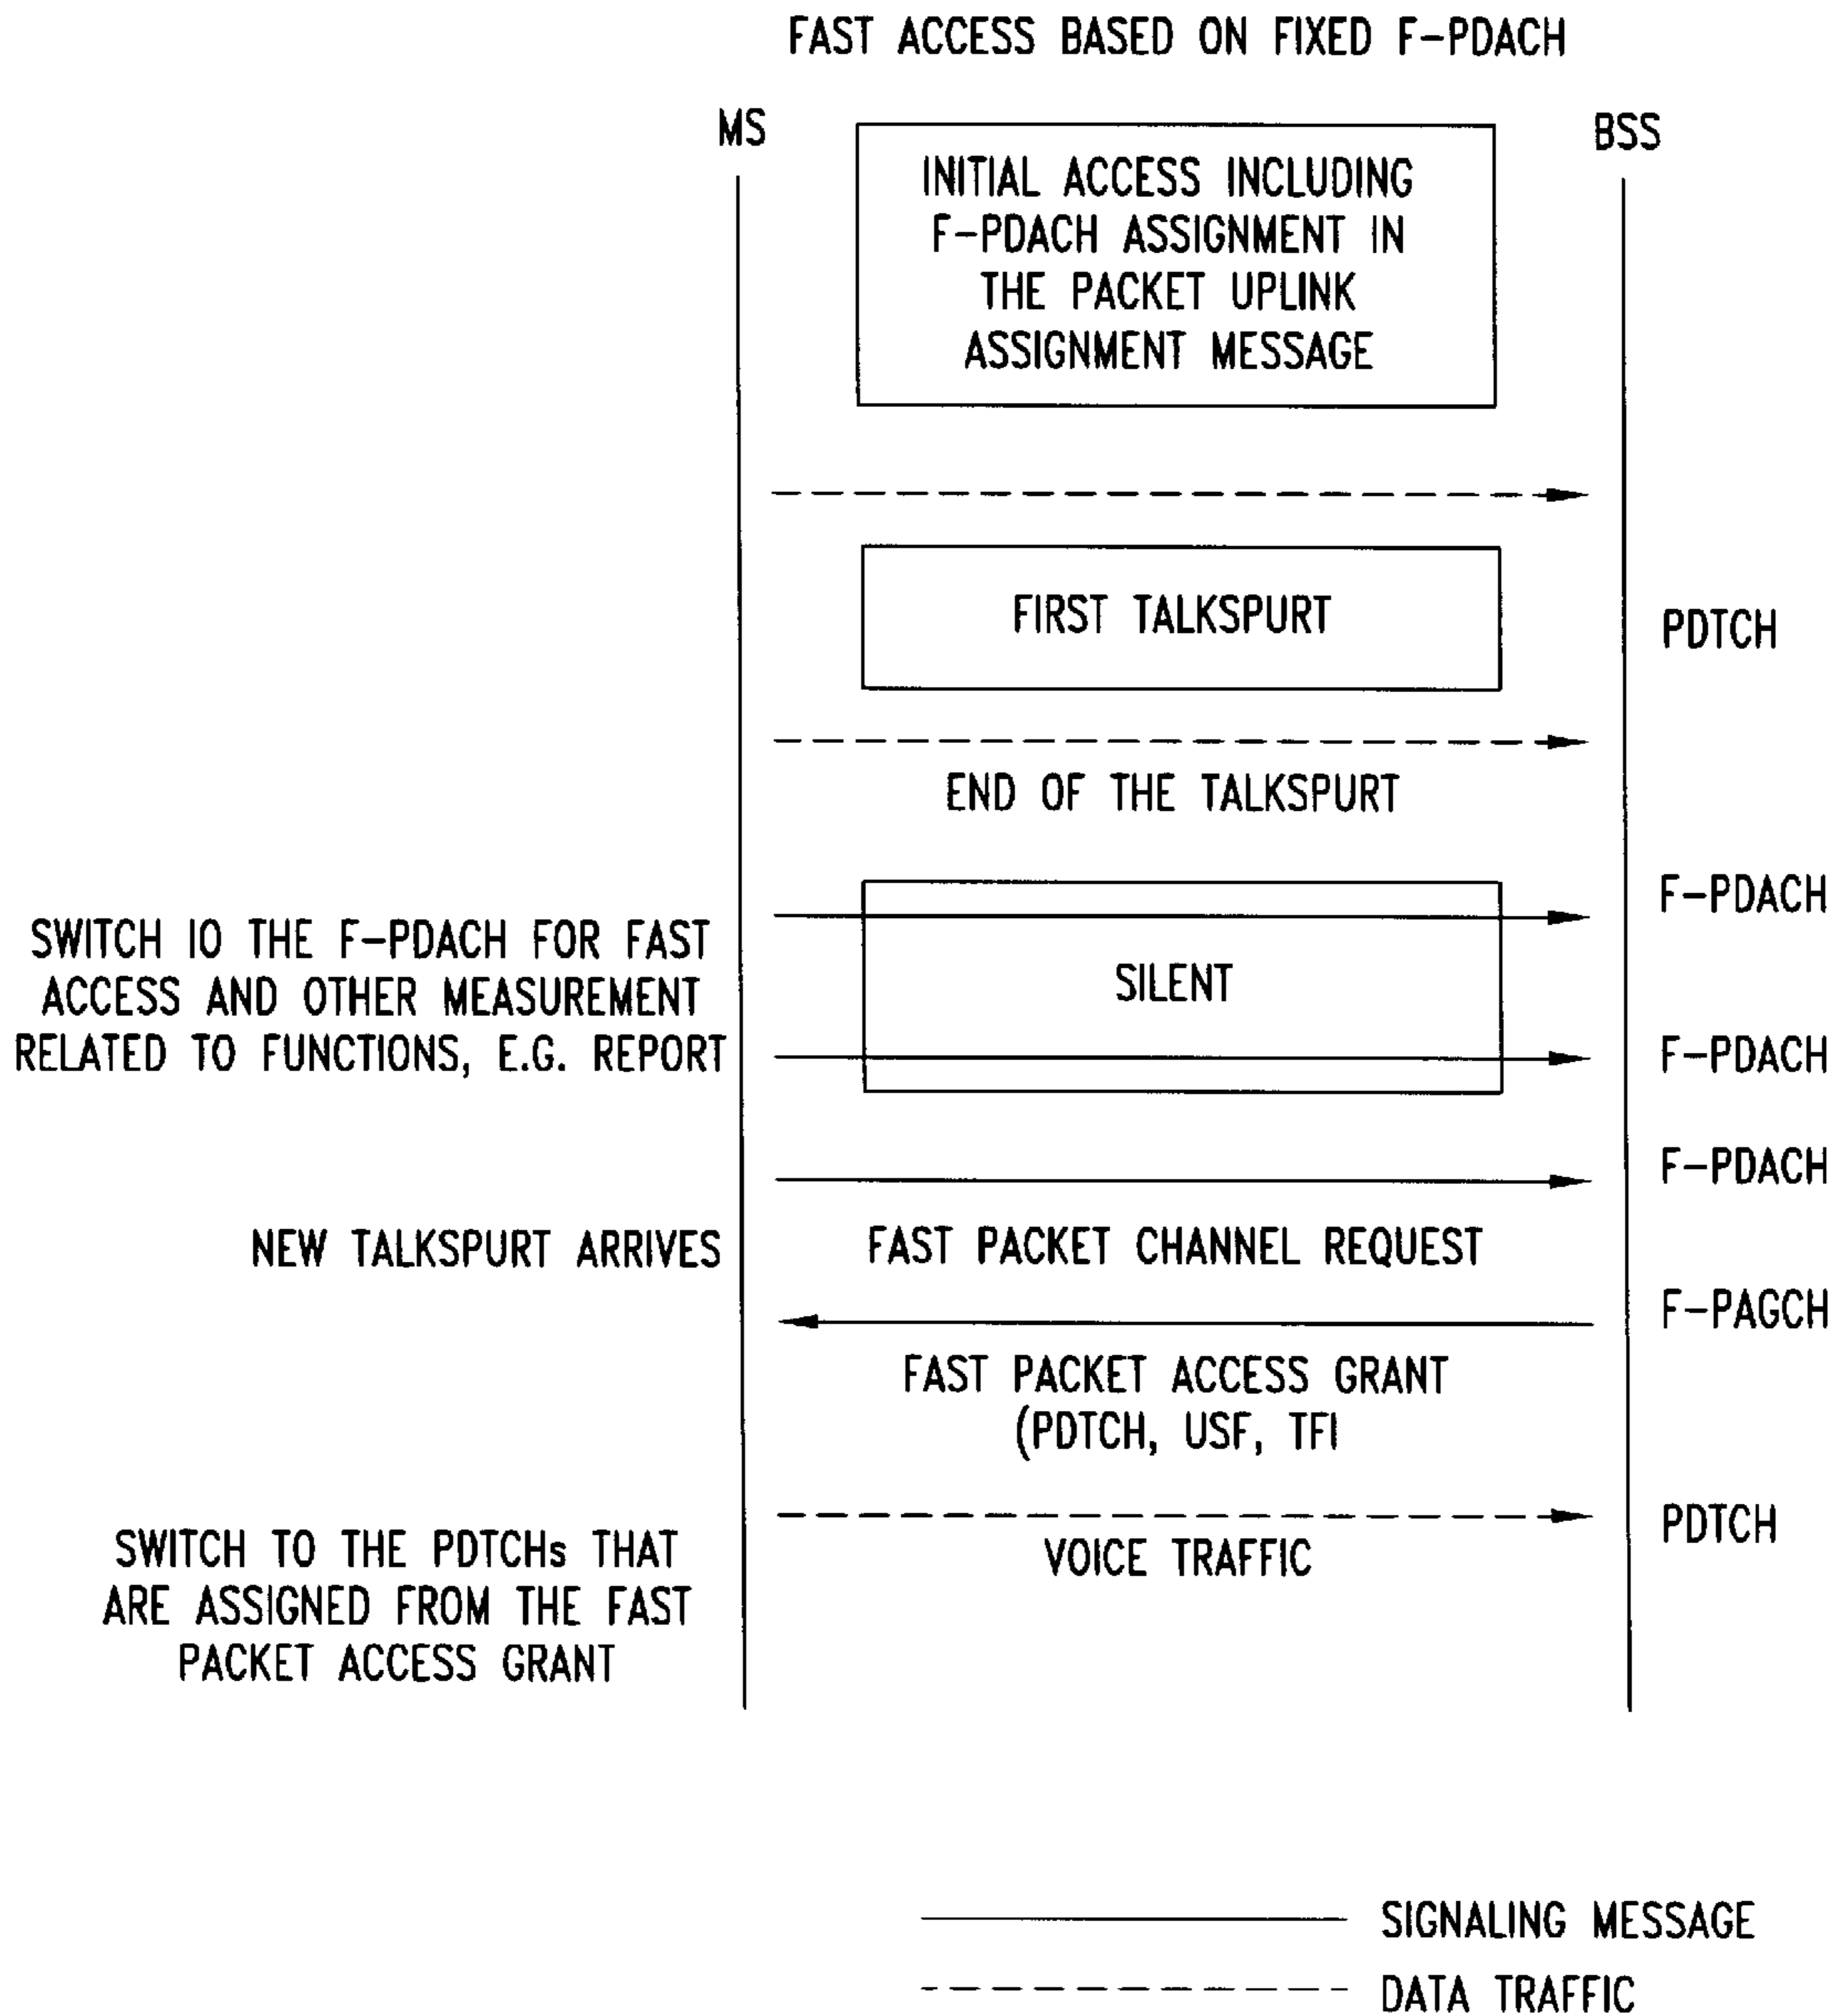 FAST ACCESS BASED ON FIXED F-PDACH
MS
BSS
INITIAL ACCESS INCLUDING
F-PDACH ASSIGNMENT IN
THE PACKET UPLINK
ASSIGNMENT MESSAGE
FIRST TALKSPURT
PDTCH
END OF THE TALKSPURT
F-PDACH
SWITCH IO THE F-PDACH FOR FAST
ACCESS AND OTHER MEASUREMENT
RELATED TO FUNCTIONS, E.G. REPORT
SILENT
F-PDACH
F-PDACH
NEW TALKSPURT ARRIVES
FAST PACKET CHANNEL REQUEST
F-PAGCH
FAST PACKET ACCESS GRANT
(PDTCH, USF, TFI
PDTCH
VOICE TRAFFIC
SWITCH TO THE PDTCHs THAT
ARE ASSIGNED FROM THE FAST
PACKET ACCESS GRANT
SIGNALING MESSAGE
DATA TRAFFIC